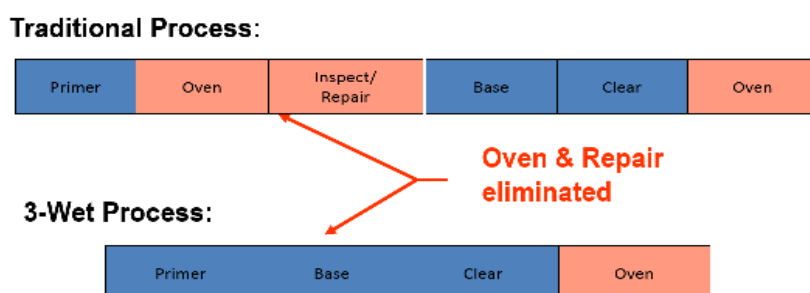 Traditional Process:
Primer Oven Inspect/ Base Clear Oven
Repair
Oven & Repair
eliminated
3-Wet Process:
Primer Base Clear Oven